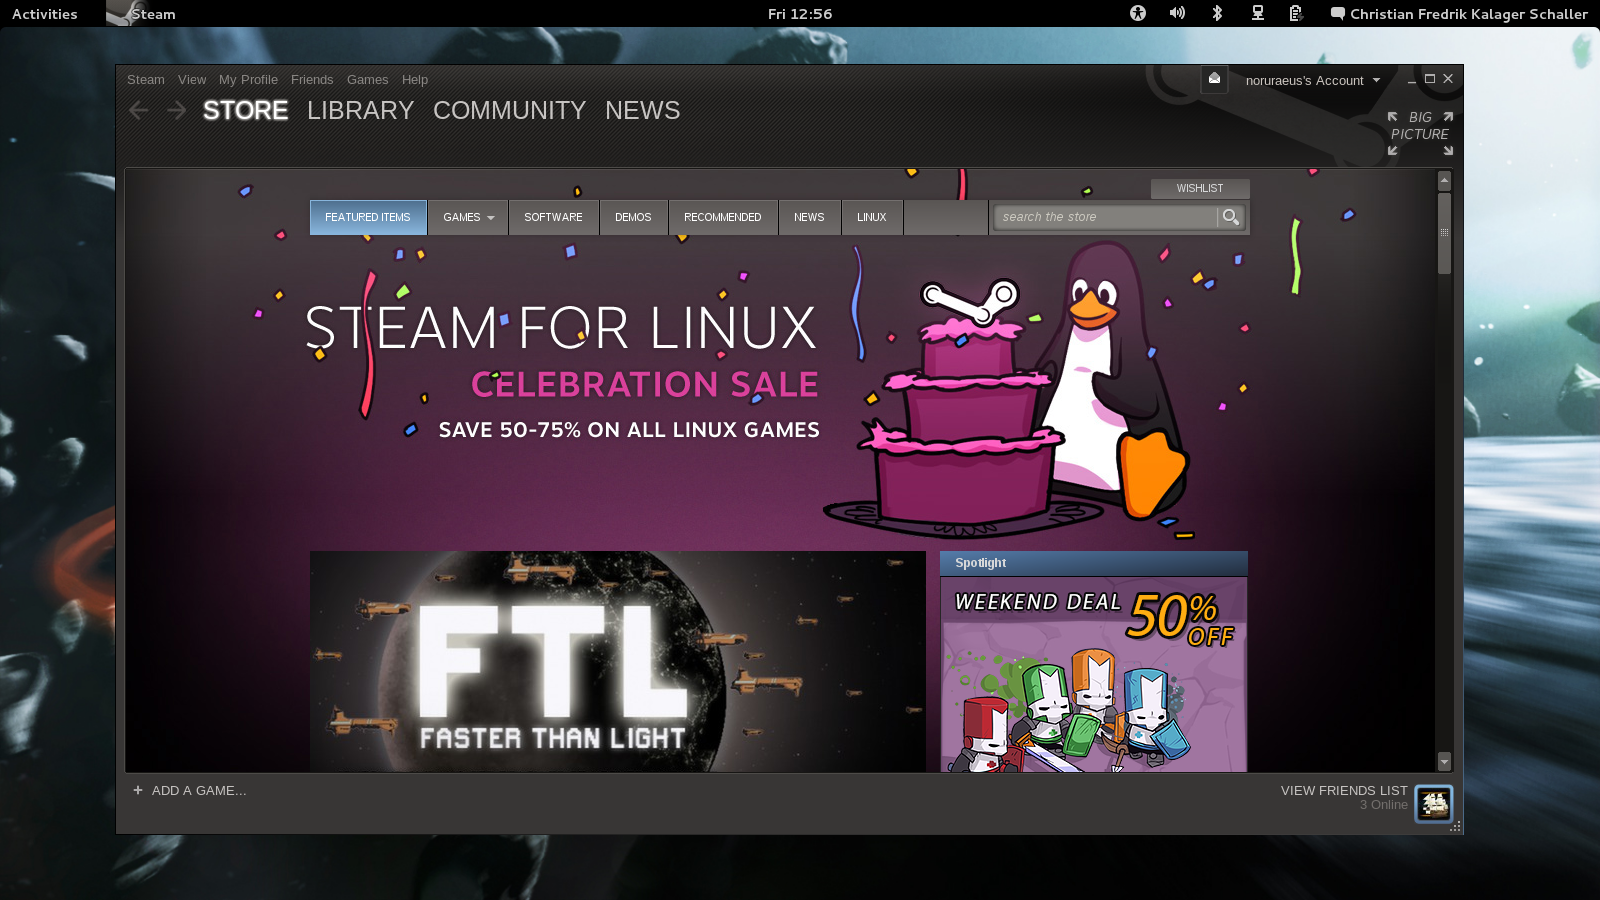 Activities Steam Fri 12:56 Christian Fredrik Kalager Schaller
Steam View My Profile Friends Games Help noruraeus's Account
STORE LIBRARY COMMUNITY NEWS
BIG
PICTURE
WISHLIST
FEATURED ITEMS GAMES SOFTWARE DEMOS RECOMMENDED NEWS LINUX search the store
STEAM FOR LINUX
CELEBRATION SALE
SAVE 50-75% ON ALL LINUX GAMES
Spotlight
WEEKEND DEAL 50% OFF
FTL
FASTER THAN LIGHT
+ ADD A GAME...
VIEW FRIENDS LIST
3 Online